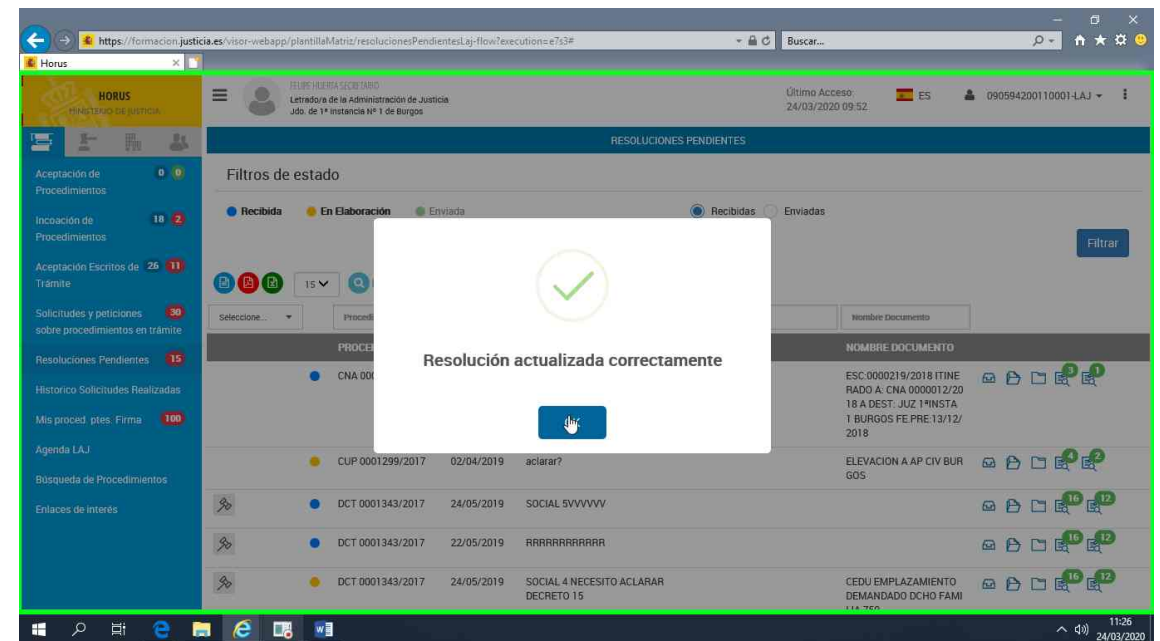 https://formacion.justicia.es/visor-webapp/plantillaMatriz/resolucionesPendientesLaj-flow?execution=e7s3#
Buscar...
Horus
HORUS
MINISTERIO DE JUSTICIA
FELIPE HUERTA SECRETARIO
Letrado/a de la Administración de Justicia
Jdo. de 1ª Instancia Nº 1 de Burgos
Último Acceso:
24/03/2020 09:52
ES
090594200110001-LAJ
RESOLUCIONES PENDIENTES
Aceptación de
Procedimientos
0 0
Incoación de
Procedimientos
18 2
Aceptación Escritos de
Trámite
26 11
Solicitudes y peticiones
sobre procedimientos en trámite
30
Resoluciones Pendientes 15
Historico Solicitudes Realizadas
Mis proced. ptes. Firma 100
Agenda LAJ
Búsqueda de Procedimientos
Enlaces de interés
Filtros de estado
Recibida En Elaboración Enviada Recibidas Enviadas
Filtrar
15
Seleccione... Nombre Documento
NOMBRE DOCUMENTO
Resolución actualizada correctamente
ESC:0000219/2018 ITINE
RADO A: CNA 0000012/20
18 A DEST: JUZ 1ªINSTA
1 BURGOS FE.PRE:13/12/
2018
3 1
CUP 0001299/2017 02/04/2019 aclarar? ELEVACION A AP CIV BUR
GOS
4 2
DCT 0001343/2017 24/05/2019 SOCIAL 5VVVVVV 16 12
DCT 0001343/2017 22/05/2019 RRRRRRRRRRRR 16 12
DCT 0001343/2017 24/05/2019 SOCIAL 4 NECESITO ACLARAR
DECRETO 15
CEDU EMPLAZAMIENTO
DEMANDADO DCHO FAMI
16 12
11:26
24/03/2020